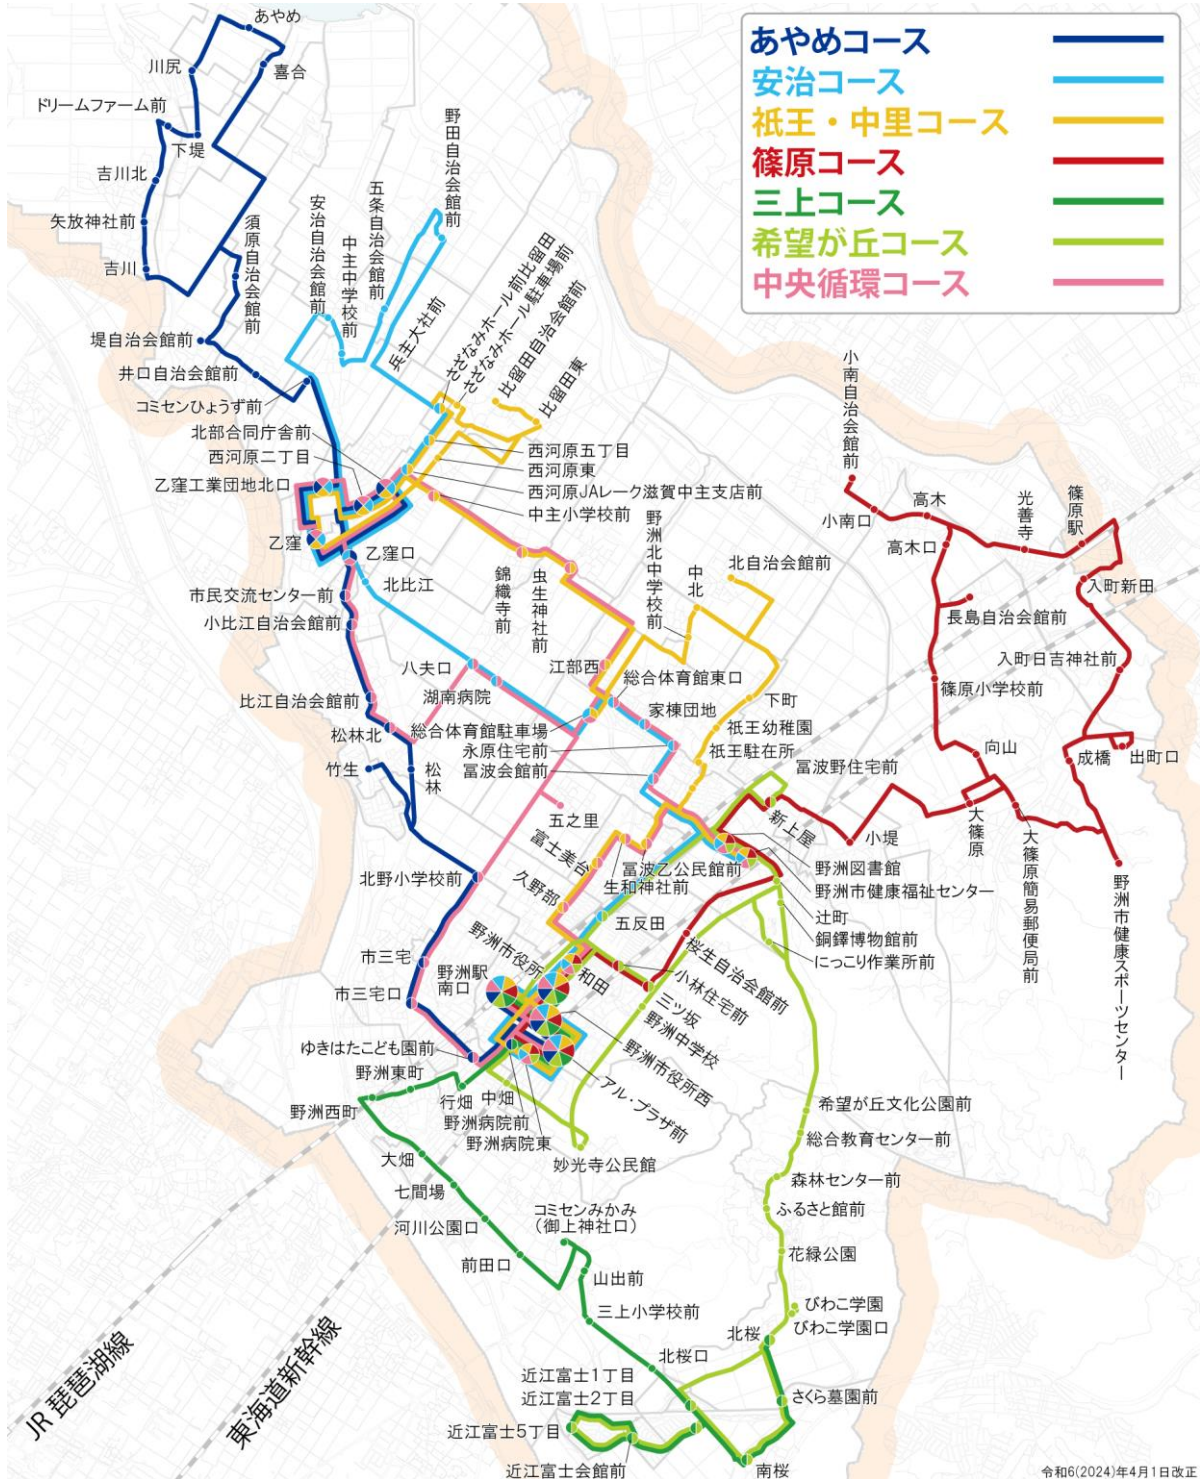 あやめコース
安治コース
祇王・中里コース
篠原コース
三上コース
希望が丘コース
中央循環コース
あやめ
川尻
喜合
ドリームファーム前
下堤
吉川北
矢放神社前
吉川
須原自治会館前
堤自治会館前
井口自治会館前
コミセンひょうず前
安治自治会館前
中主中学校前
五条自治会館前
野田自治会館前
兵主大社前
さざなみホール前比留田
さざなみホール駐車場前
比留田自治会館前
比留田東
北部合同庁舎前
西河原二丁目
乙窪工業団地北口
乙窪
乙窪口
西河原五丁目
西河原東
西河原JAレーク滋賀中主支店前
中主小学校前
北比江
市民交流センター前
小比江自治会館前
錦織寺前
虫生神社前
野洲北中学校前
中北
北自治会館前
江部西
総合体育館東口
八夫口
湖南病院
家棟団地
下町
比江自治会館前
松林北
総合体育館駐車場
永原住宅前
冨波会館前
祇王幼稚園
祇王駐在所
竹生
松林
五之里
冨波野住宅前
新上屋
小堤
富士美台
冨波乙公民館前
生和神社前
久野部
北野小学校前
野洲図書館
野洲市健康福祉センター
辻町
銅鐸博物館前
にっこり作業所前
五反田
野洲市役所
和田
桜生自治会館前
小林住宅前
三ツ坂
野洲中学校
野洲市役所西
アル・プラザ前
市三宅
市三宅口
野洲駅南口
ゆきはたこども園前
野洲東町
野洲西町
行畑
中畑
野洲病院前
野洲病院東
妙光寺公民館
大畑
七間場
河川公園口
前田口
コミセンみかみ
（御上神社口）
山出前
三上小学校前
北桜口
北桜
近江富士1丁目
近江富士2丁目
近江富士5丁目
近江富士会館前
南桜
さくら墓園前
びわこ学園
びわこ学園口
花緑公園
ふるさと館前
森林センター前
総合教育センター前
希望が丘文化公園前
小南自治会館前
小南口
高木
高木口
光善寺
篠原駅
入町新田
長島自治会館前
入町日吉神社前
篠原小学校前
向山
成橋
出町口
大篠原
大篠原簡易郵便局前
野洲市健康スポーツセンター
JR 琵琶湖線
東海道新幹線
令和6(2024)年4月1日改正